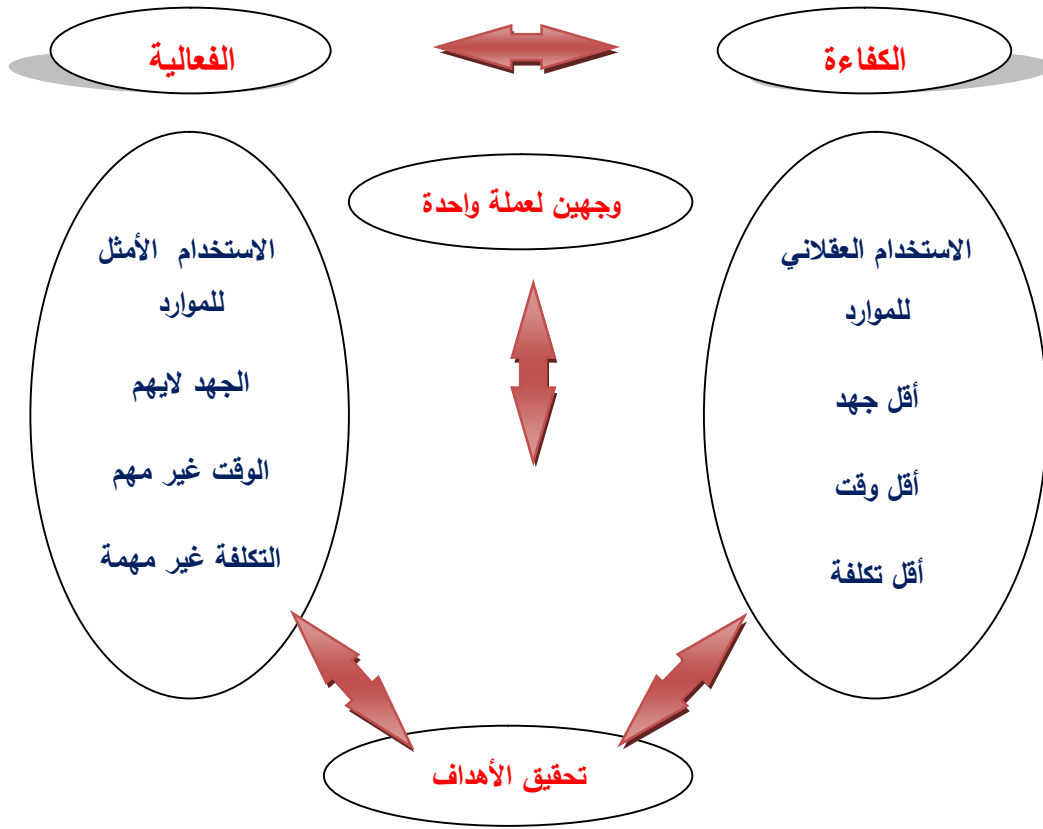 الكفاءة
الفعالية
وجهين لعملة واحدة
الاستخدام العقلاني
للموارد
أقل جهد
أقل وقت
أقل تكلفة
الاستخدام الأمثل
للموارد
الجهد لايهم
الوقت غير مهم
التكلفة غير مهمة
تحقيق الأهداف